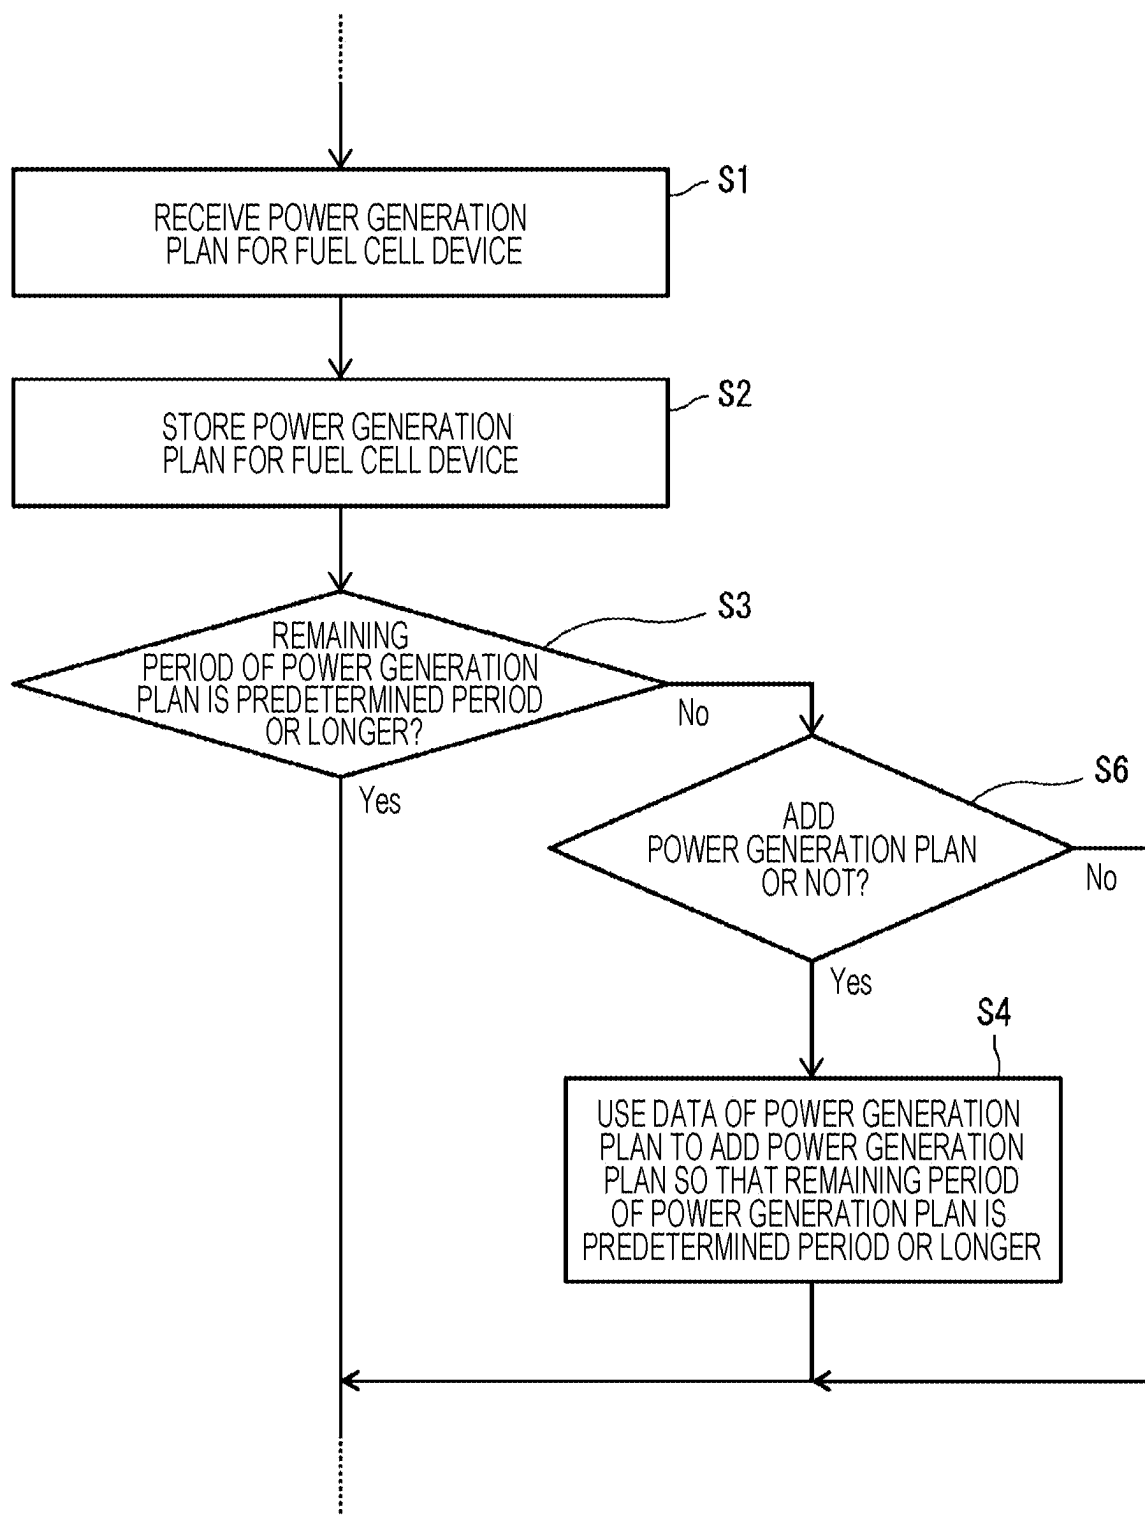 S1
RECEIVE POWER GENERATION
PLAN FOR FUEL CELL DEVICE
S2
STORE POWER GENERATION
PLAN FOR FUEL CELL DEVICE
S3
REMAINING
PERIOD OF POWER GENERATION
PLAN IS PREDETERMINED PERIOD
OR LONGER?
No
Yes
S6
ADD
POWER GENERATION PLAN
OR NOT?
No
Yes
S4
USE DATA OF POWER GENERATION
PLAN TO ADD POWER GENERATION
PLAN SO THAT REMAINING PERIOD
OF POWER GENERATION PLAN IS
PREDETERMINED PERIOD OR LONGER